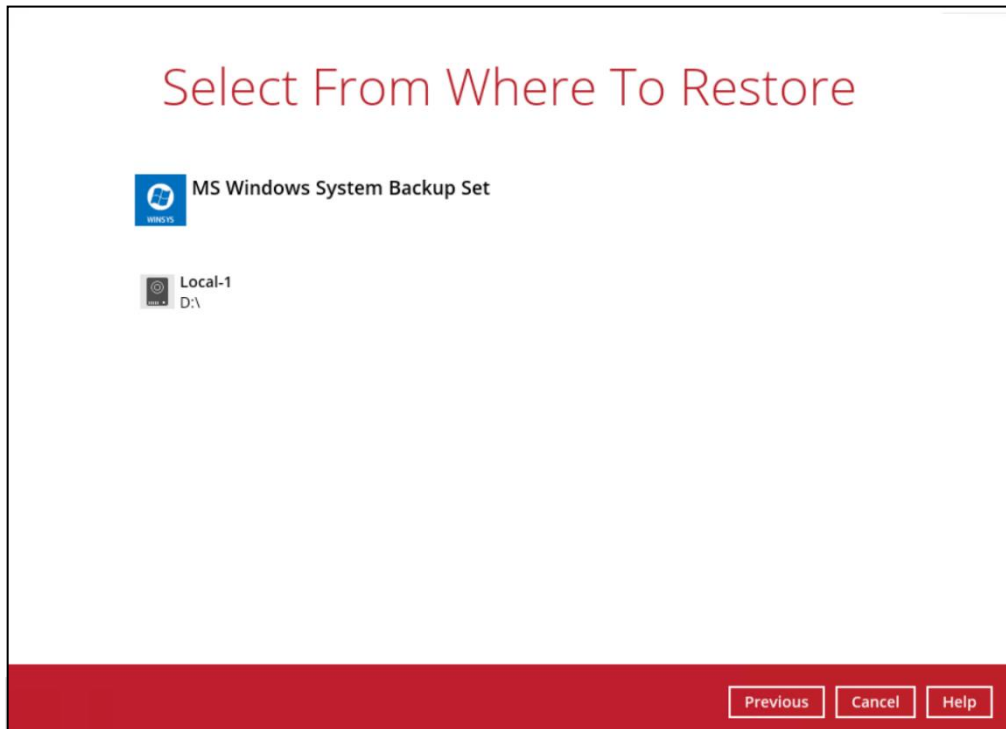 Select From Where To Restore
MS Windows System Backup Set
WINSYS
Local-1
D:\
Previous Cancel Help